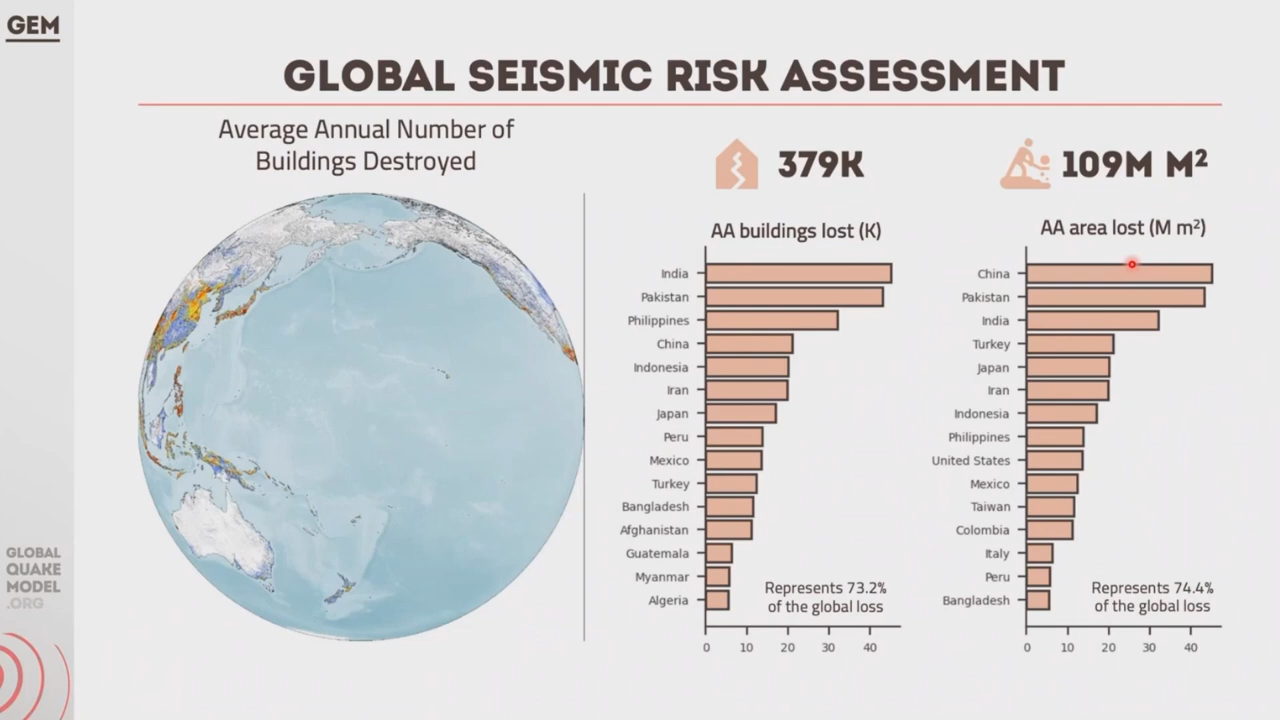 GEM
GLOBAL SEISMIC RISK ASSESSMENT
Average Annual Number of
Buildings Destroyed
379K
109M M²
AA buildings lost (K)
India
Pakistan
Philippines
China
Indonesia
Iran
Japan
Peru
Mexico
Turkey
Bangladesh
Afghanistan
Guatemala
Myanmar
Algeria
Represents 73.2%
of the global loss
0 10 20 30 40
AA area lost (M m²)
China
Pakistan
India
Turkey
Japan
Iran
Indonesia
Philippines
United States
Mexico
Taiwan
Colombia
Italy
Peru
Bangladesh
Represents 74.4%
of the global loss
0 10 20 30 40
GLOBAL
QUAKE
MODEL
.ORG